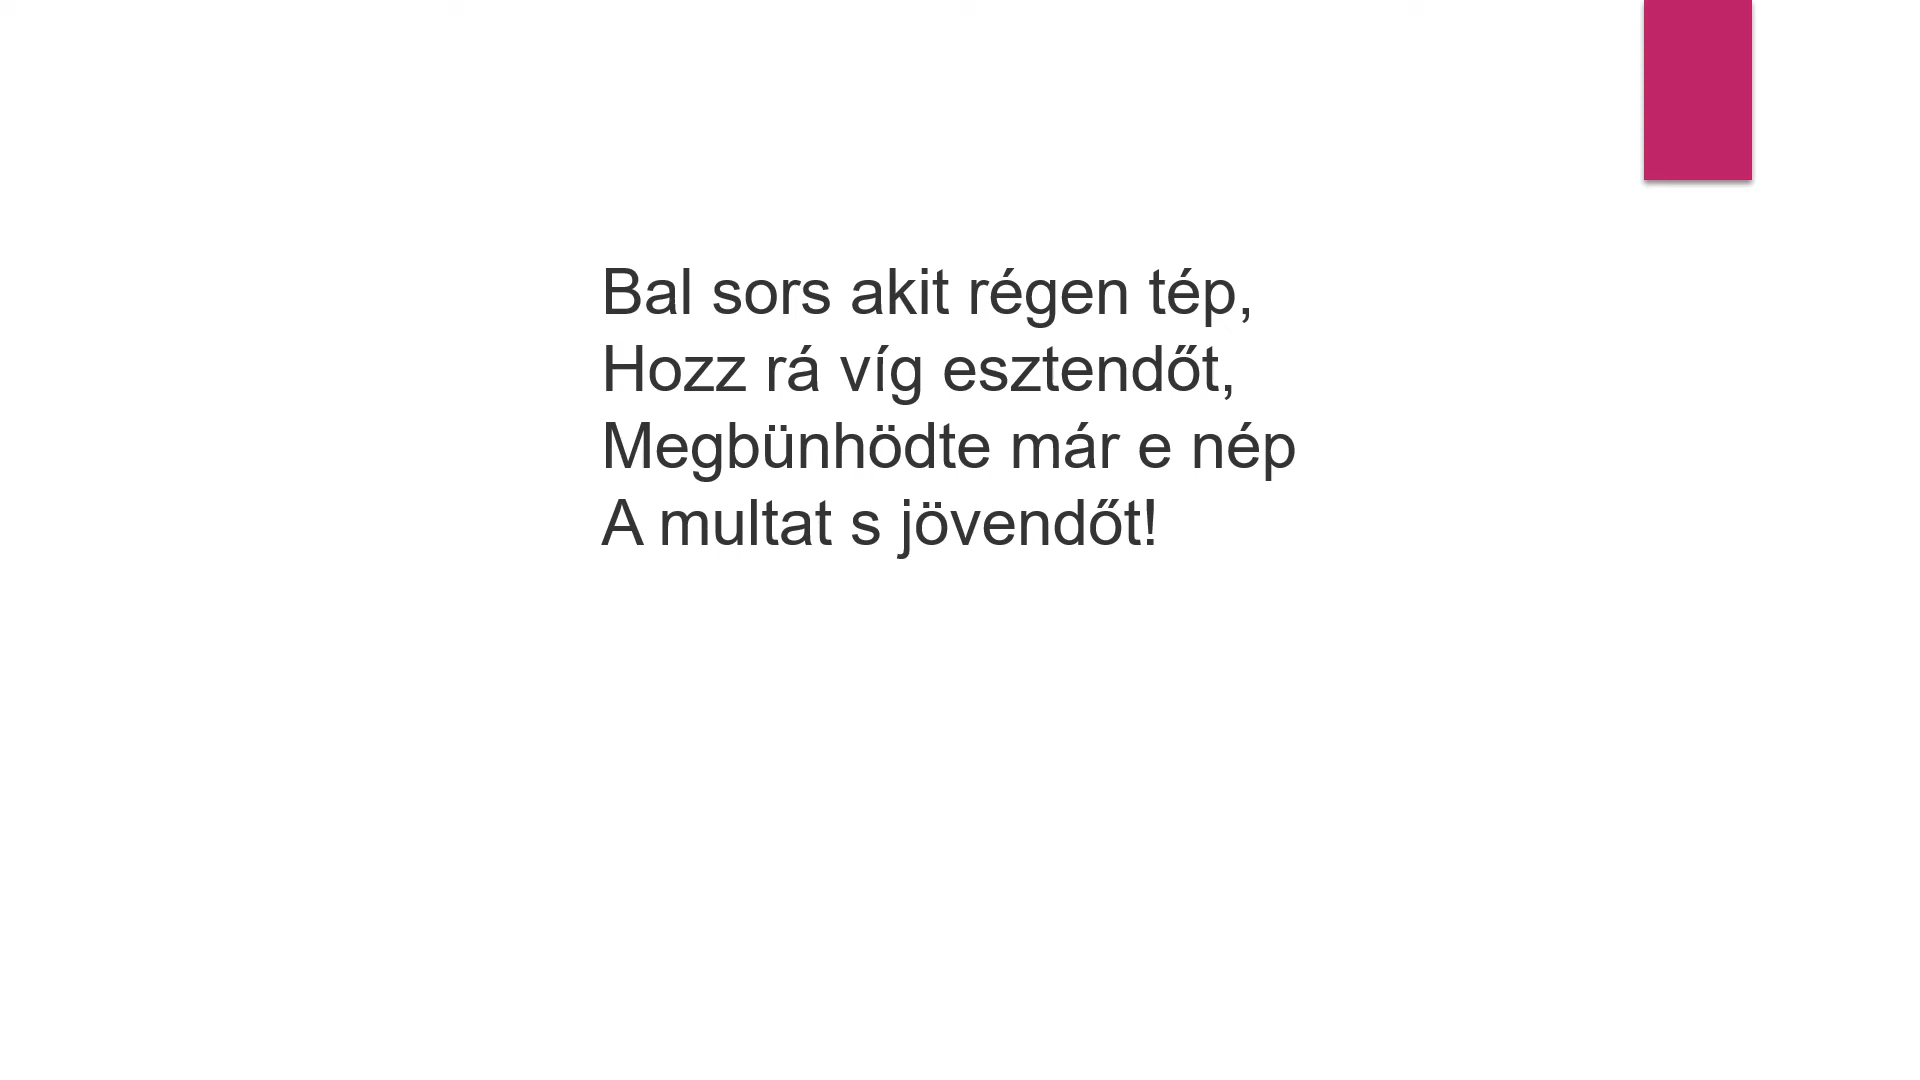 Bal sors akit régen tép,
Hozz rá víg esztendőt,
Megbünhödte már e nép
A multat s jövendőt!